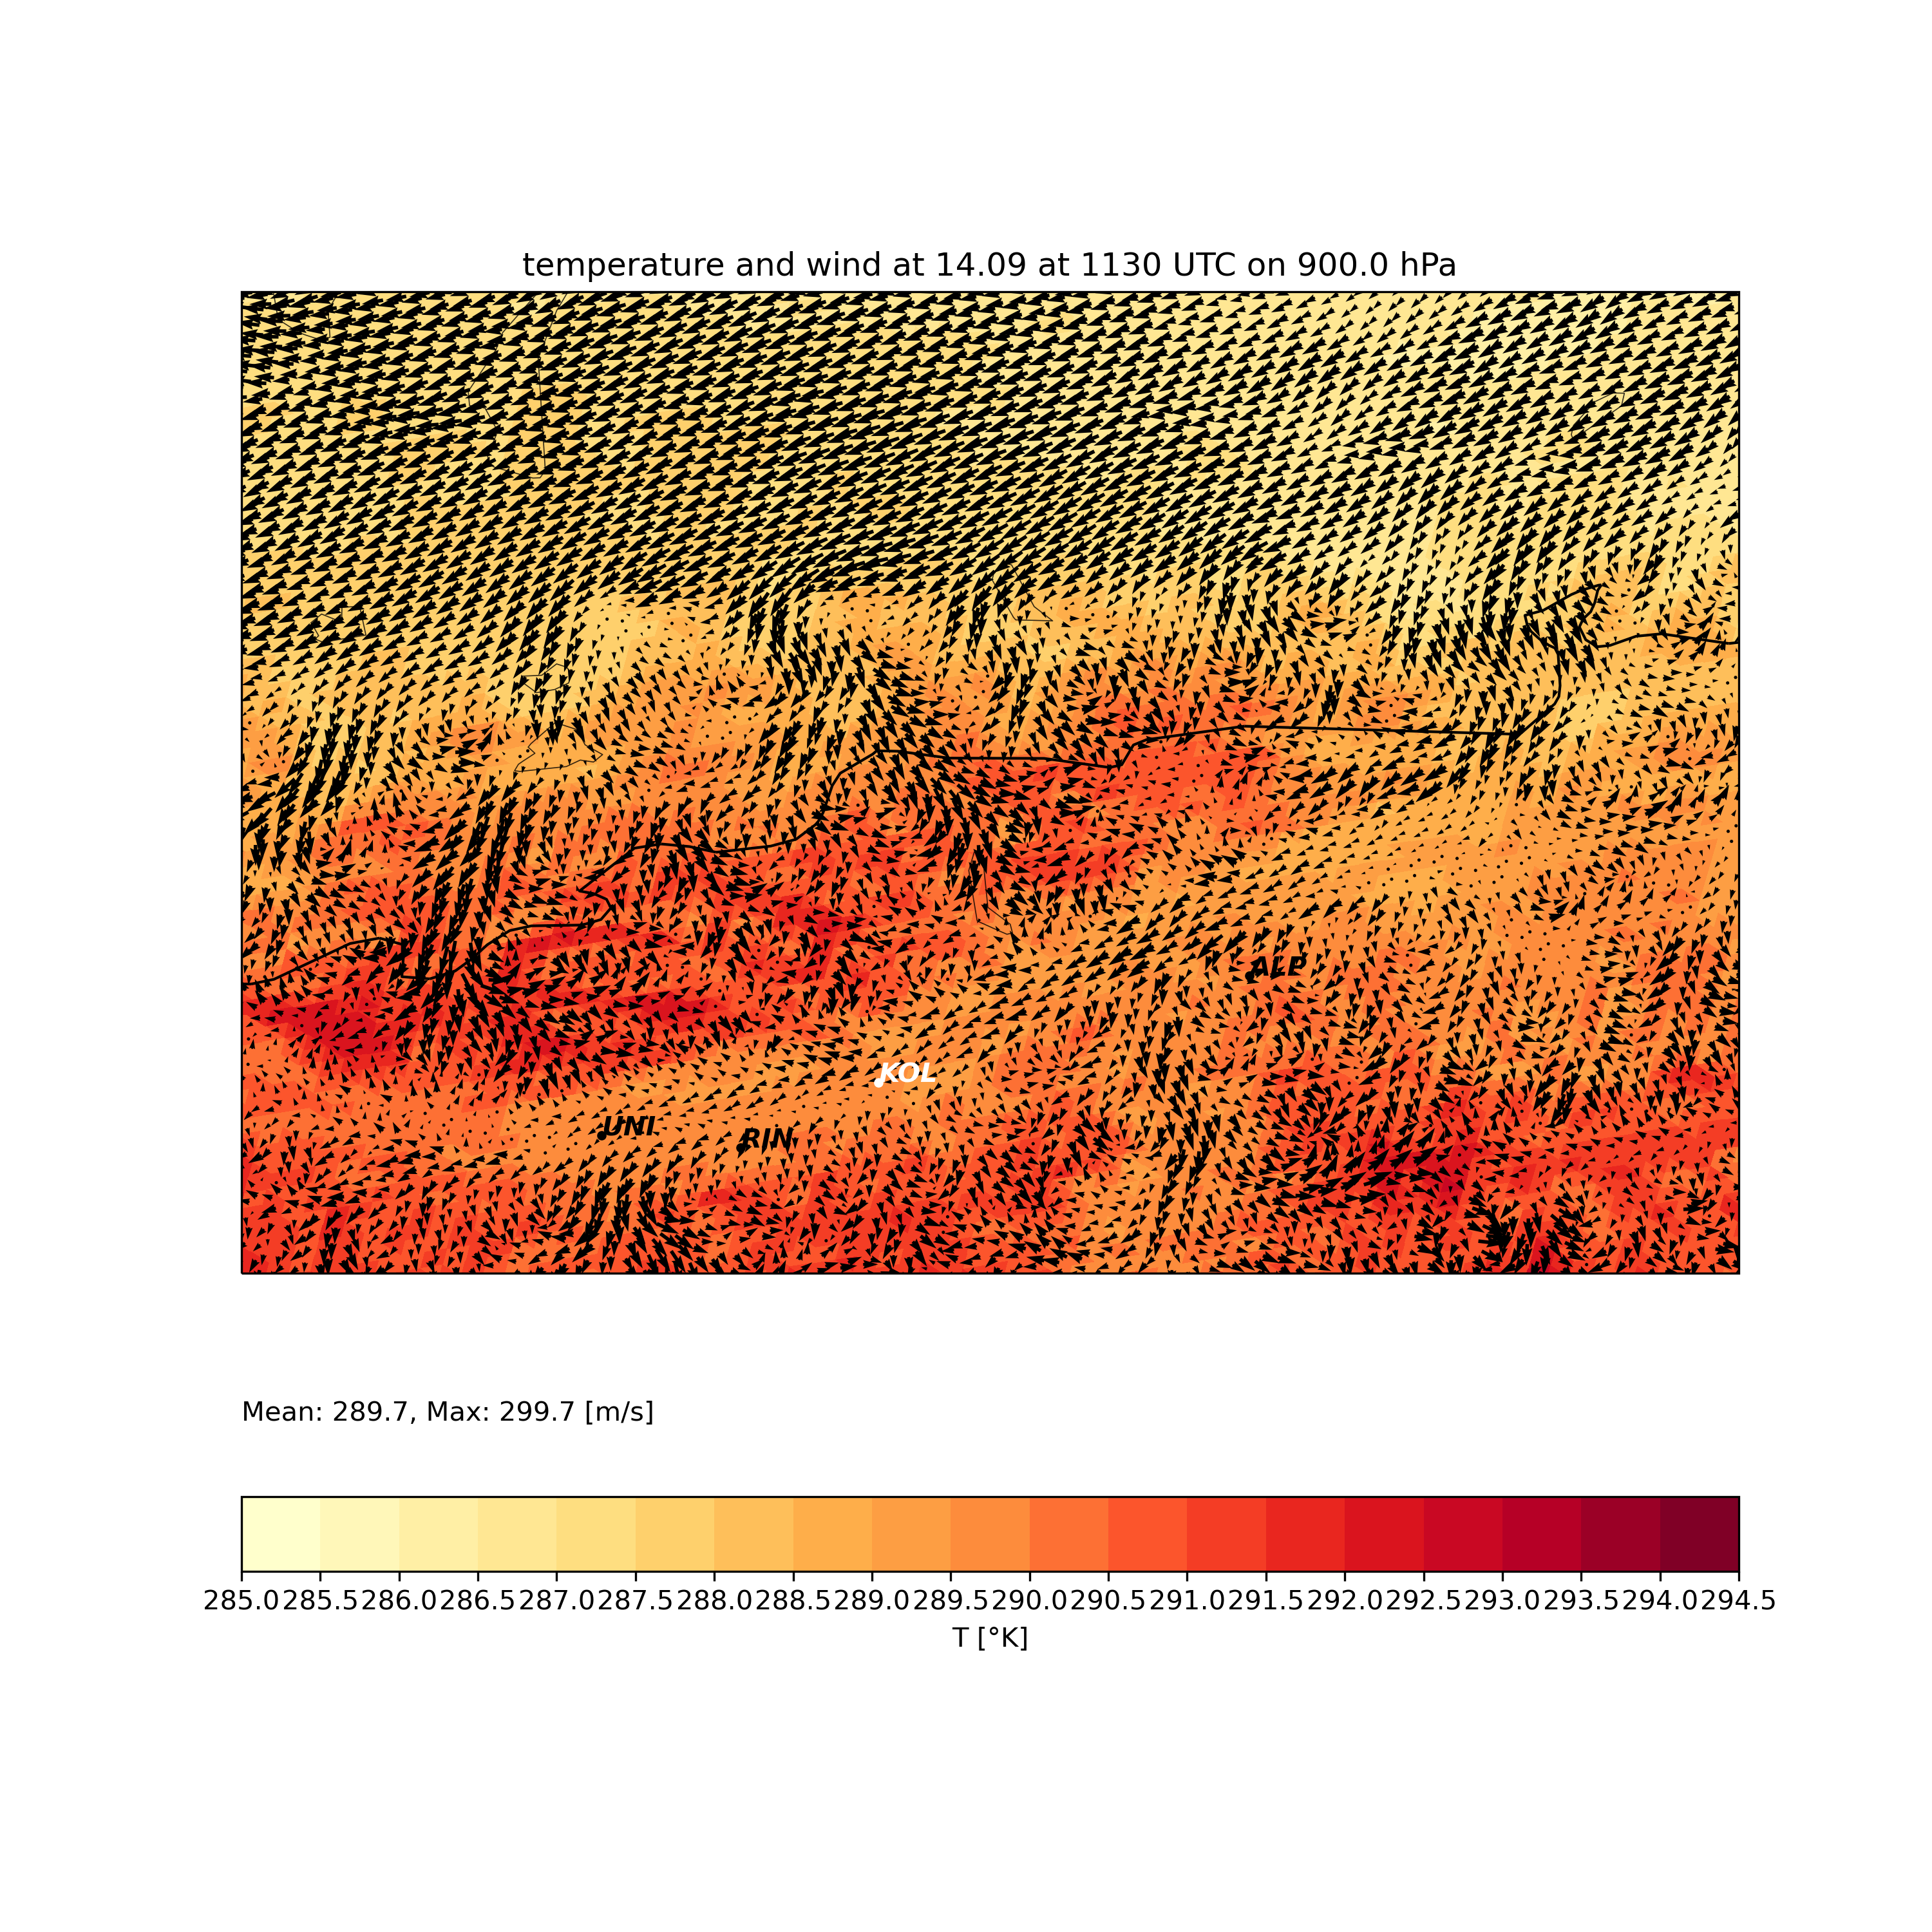 temperature and wind at 14.09 at 1130 UTC on 900.0 hPa
ALP
KOL
UNI
RIN
Mean: 289.7, Max: 299.7 [m/s]
285.0 285.5 286.0 286.5 287.0 287.5 288.0 288.5 289.0 289.5 290.0 290.5 291.0 291.5 292.0 292.5 293.0 293.5 294.0 294.5
T [°K]